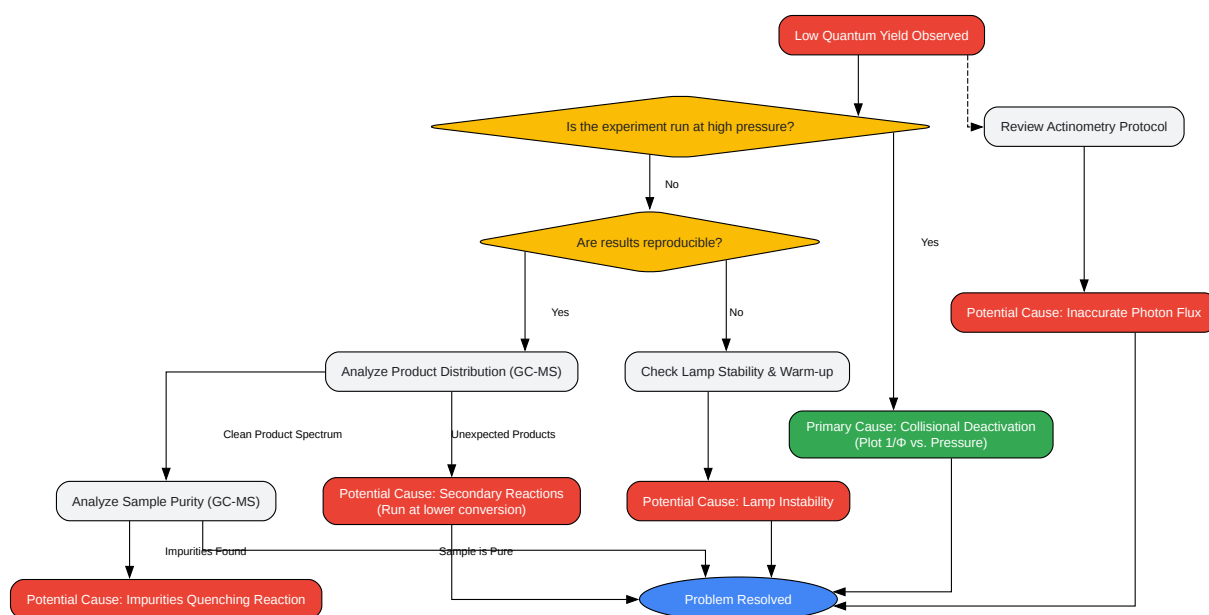 Low Quantum Yield Observed
Is the experiment run at high pressure?
Review Actinometry Protocol
No
Are results reproducible?
Yes
Yes
No
Potential Cause: Inaccurate Photon Flux
Analyze Product Distribution (GC-MS)
Check Lamp Stability & Warm-up
Clean Product Spectrum
Unexpected Products
Primary Cause: Collisional Deactivation
(Plot 1/Φ vs. Pressure)
Analyze Sample Purity (GC-MS)
Potential Cause: Secondary Reactions
(Run at lower conversion)
Potential Cause: Lamp Instability
Impurities Found
Sample is Pure
Potential Cause: Impurities Quenching Reaction
Problem Resolved